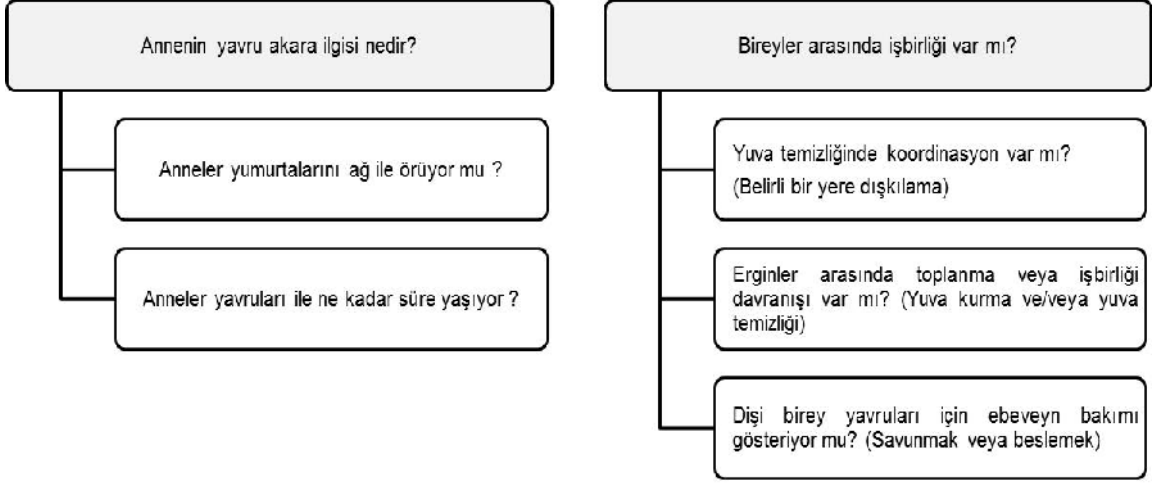 Annenin yavru akara ilgisi nedir?
Anneler yumurtalarını ağ ile örüyor mu ?
Anneler yavruları ile ne kadar süre yaşıyor ?
Bireyler arasında işbirliği var mı?
Yuva temizliğinde koordinasyon var mı?
(Belirli bir yere dışkılama)
Erginler arasında toplanma veya işbirliği
davranışı var mı? (Yuva kurma ve/veya yuva
temizliği)
Dişi birey yavruları için ebeveyn bakımı
gösteriyor mu? (Savunmak veya beslemek)